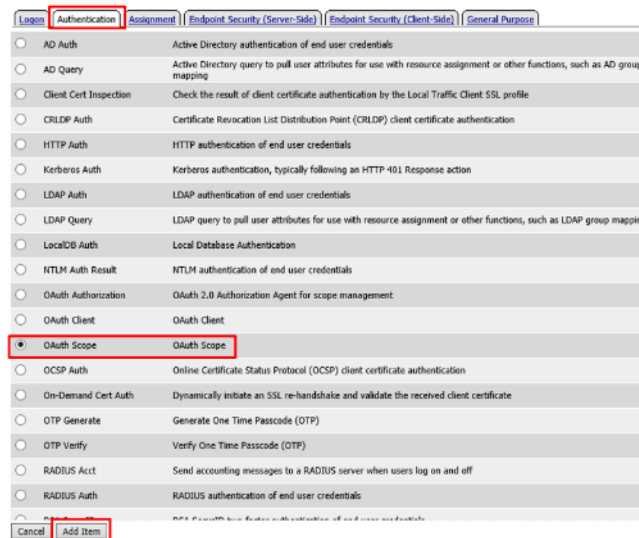 Logon Authentication Assignment Endpoint Security (Server-Side) Endpoint Security (Client-Side) General Purpose
AD Auth Active Directory authentication of end user credentials
AD Query Active Directory query to pull user attributes for use with resource assignment or other functions, such as AD group
mapping
Client Cert Inspection Check the result of client certificate authentication by the Local Traffic Client SSL profile
CRLDP Auth Certificate Revocation List Distribution Point (CRLDP) client certificate authentication
HTTP Auth HTTP authentication of end user credentials
Kerberos Auth Kerberos authentication, typically following an HTTP 401 Response action
LDAP Auth LDAP authentication of end user credentials
LDAP Query LDAP query to pull user attributes for use with resource assignment or other functions, such as LDAP group mappin
LocalDB Auth Local Database Authentication
NTLM Auth Result NTLM authentication of end user credentials
OAuth Authorization OAuth 2.0 Authorization Agent for scope management
OAuth Client OAuth Client
OAuth Scope OAuth Scope
OCSP Auth Online Certificate Status Protocol (OCSP) client certificate authentication
On-Demand Cert Auth Dynamically initiate an SSL re-handshake and validate the received client certificate
OTP Generate Generate One Time Passcode (OTP)
OTP Verify Verify One Time Passcode (OTP)
RADIUS Acct Send accounting messages to a RADIUS server when users log on and off
RADIUS Auth RADIUS authentication of end user credentials
RSA SecurID two-factor authentication of end user credentials
Cancel Add Item